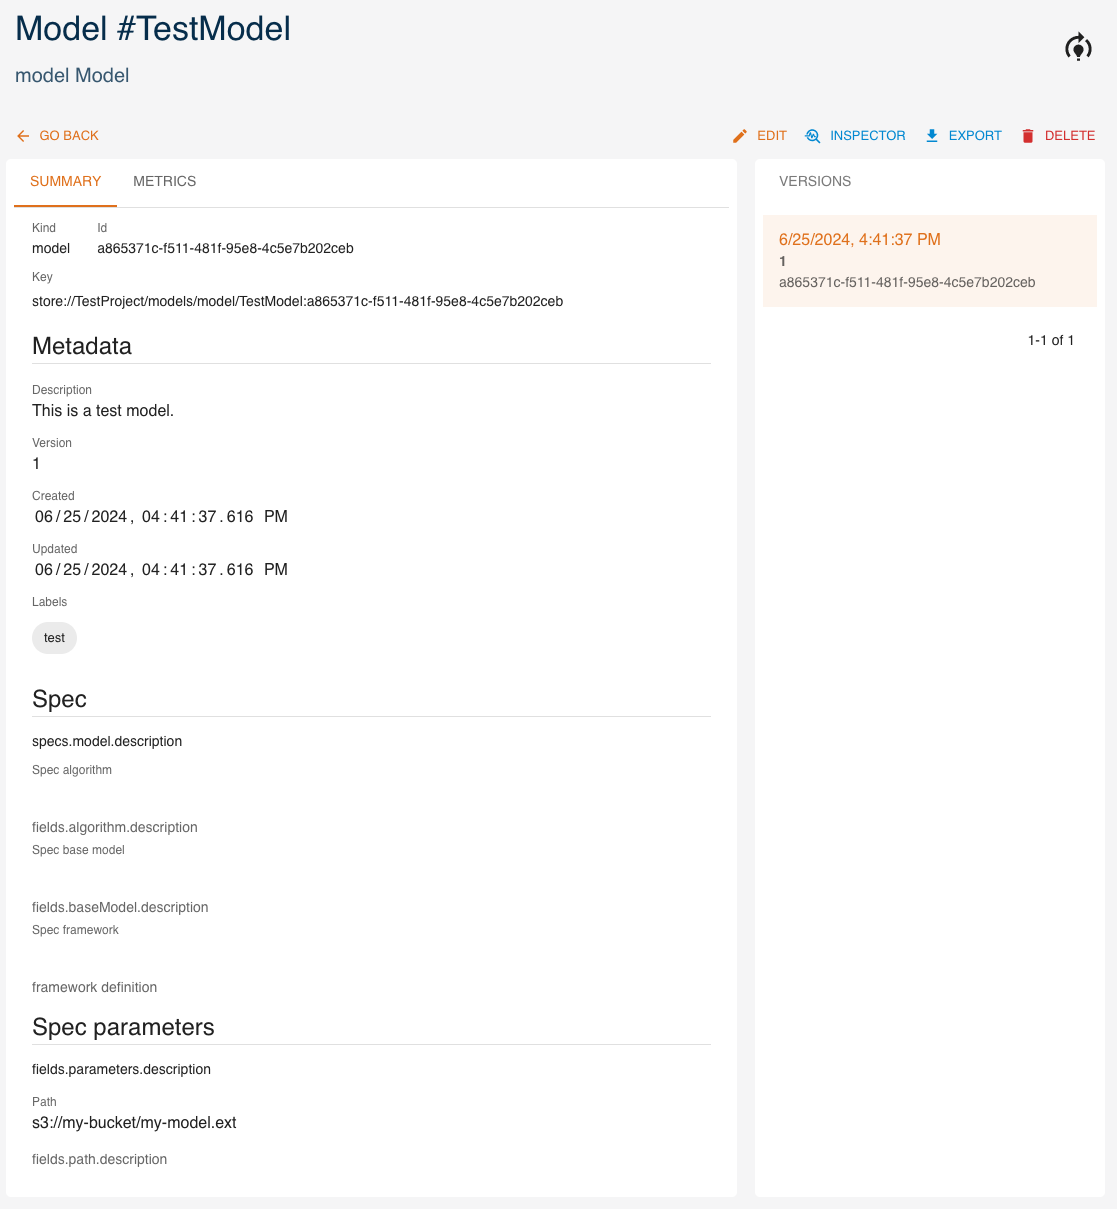 Model #TestModel
model Model
GO BACK
EDIT INSPECTOR EXPORT DELETE
SUMMARY METRICS
Kind Id
model a865371c-f511-481f-95e8-4c5e7b202ceb
Key
store://TestProject/models/model/TestModel:a865371c-f511-481f-95e8-4c5e7b202ceb
Metadata
Description
This is a test model.
Version
1
Created
06/25/2024, 04:41:37.616 PM
Updated
06/25/2024, 04:41:37.616 PM
Labels
test
Spec
specs.model.description
Spec algorithm
fields.algorithm.description
Spec base model
fields.baseModel.description
Spec framework
framework definition
Spec parameters
fields.parameters.description
Path
s3://my-bucket/my-model.ext
fields.path.description
VERSIONS
6/25/2024, 4:41:37 PM
1
a865371c-f511-481f-95e8-4c5e7b202ceb
1-1 of 1